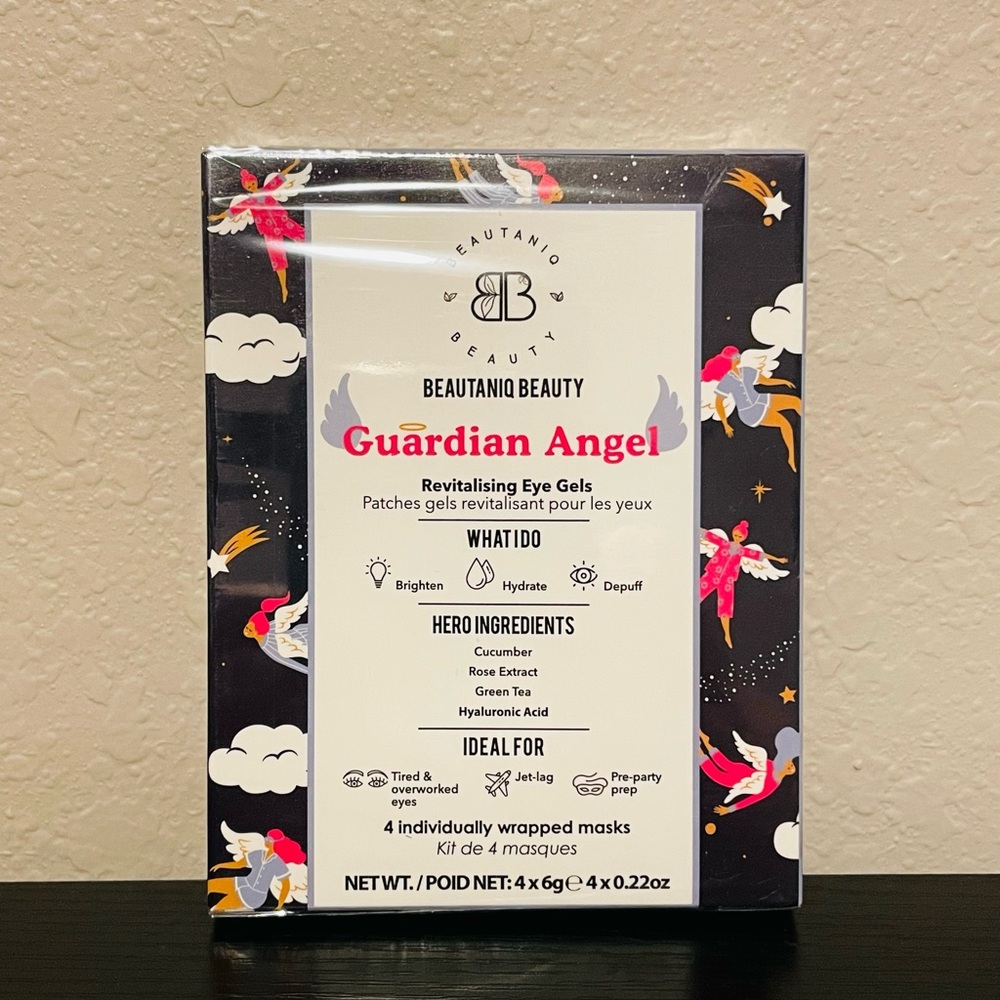 BEAUTANIQ
BB
BEAUTY
BEAUTANIQ BEAUTY
Guardian Angel
Revitalising Eye Gels
Patches gels revitalisant pour les yeux
WHAT I DO
Brighten Hydrate Depuff
HERO INGREDIENTS
Cucumber
Rose Extract
Green Tea
Hyaluronic Acid
IDEAL FOR
Tired & Jet-lag Pre-party
overworked prep
eyes
4 individually wrapped masks
Kit de 4 masques
NET WT. / POID NET: 4 x 6g℮ 4 x 0.22oz